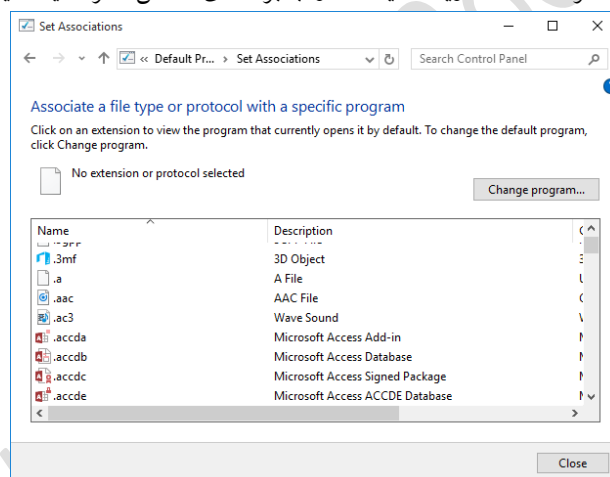 Set Associations
« Default Pr... › Set Associations
Search Control Panel
Associate a file type or protocol with a specific program
Click on an extension to view the program that currently opens it by default. To change the default program,
click Change program.
No extension or protocol selected
Change program...
Name Description
.3mf 3D Object
.a A File
.aac AAC File
.ac3 Wave Sound
.accda Microsoft Access Add-in
.accdb Microsoft Access Database
.accdc Microsoft Access Signed Package
.accde Microsoft Access ACCDE Database
Close